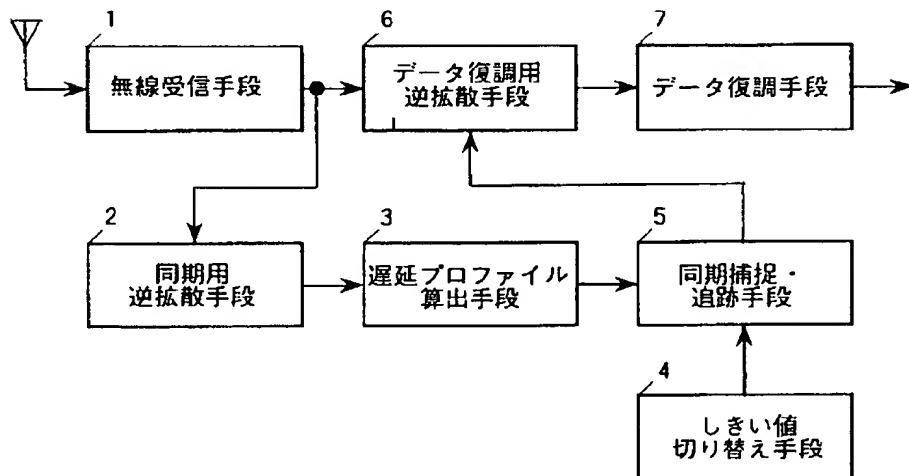 1
無線受信手段
6
データ復調用
逆拡散手段
7
データ復調手段
2
同期用
逆拡散手段
3
遅延プロファイル
算出手段
5
同期捕捉・
追跡手段
4
しきい値
切り替え手段